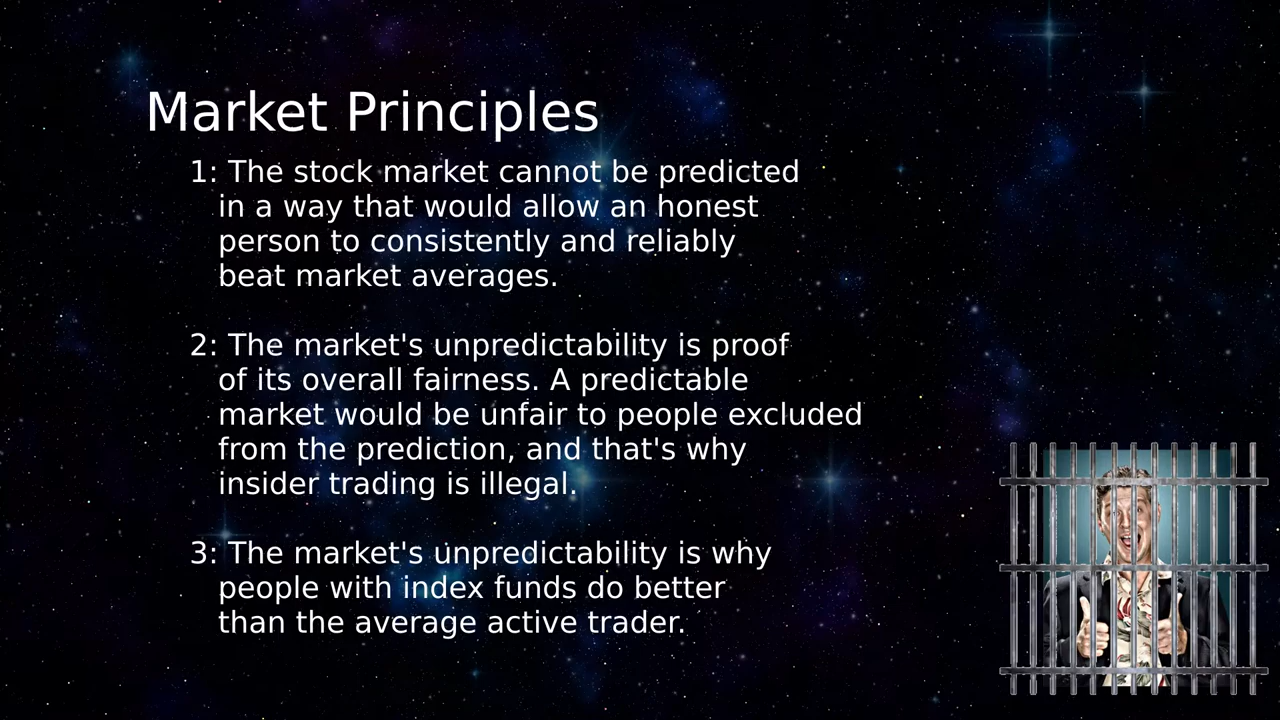 Market Principles
1: The stock market cannot be predicted
in a way that would allow an honest
person to consistently and reliably
beat market averages.
2: The market's unpredictability is proof
of its overall fairness. A predictable
market would be unfair to people excluded
from the prediction, and that's why
insider trading is illegal.
3: The market's unpredictability is why
people with index funds do better
than the average active trader.